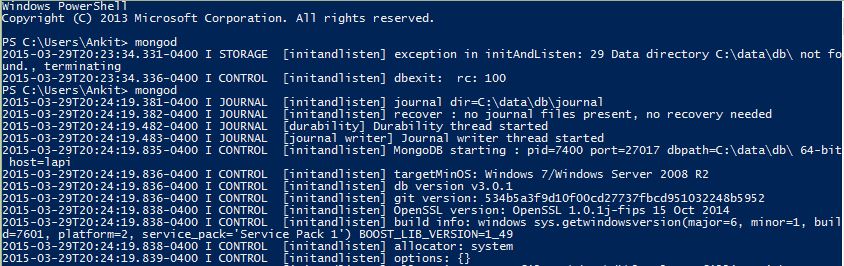 Windows PowerShell
Copyright (C) 2013 Microsoft Corporation. All rights reserved.
PS C:\Users\Ankit> mongod
2015-03-29T20:23:34.331-0400 I STORAGE  [initandlisten] exception in initAndListen: 29 Data directory C:\data\db\ not fo
und., terminating
2015-03-29T20:23:34.336-0400 I CONTROL  [initandlisten] dbexit:  rc: 100
PS C:\Users\Ankit> mongod
2015-03-29T20:24:19.381-0400 I JOURNAL  [initandlisten] journal dir=C:\data\db\journal
2015-03-29T20:24:19.381-0400 I JOURNAL  [initandlisten] recover : no journal files present, no recovery needed
2015-03-29T20:24:19.482-0400 I JOURNAL  [durability] Durability thread started
2015-03-29T20:24:19.483-0400 I JOURNAL  [journal writer] Journal writer thread started
2015-03-29T20:24:19.835-0400 I CONTROL  [initandlisten] MongoDB starting : pid=7400 port=27017 dbpath=C:\data\db\ 64-bit
host=lapi
2015-03-29T20:24:19.836-0400 I CONTROL  [initandlisten] targetMinOS: Windows 7/Windows Server 2008 R2
2015-03-29T20:24:19.836-0400 I CONTROL  [initandlisten] db version v3.0.1
2015-03-29T20:24:19.836-0400 I CONTROL  [initandlisten] git version: 534b5a3f9d10f00cd27737fbcd951032248b5952
2015-03-29T20:24:19.838-0400 I CONTROL  [initandlisten] OpenSSL version: OpenSSL 1.0.1j-fips 15 Oct 2014
2015-03-29T20:24:19.838-0400 I CONTROL  [initandlisten] build info: windows sys.getwindowsversion(major=6, minor=1, buil
d=7601, platform=2, service_pack='Service Pack 1') BOOST_LIB_VERSION=1_49
2015-03-29T20:24:19.838-0400 I CONTROL  [initandlisten] allocator: system
2015-03-29T20:24:19.839-0400 I CONTROL  [initandlisten] options: {}